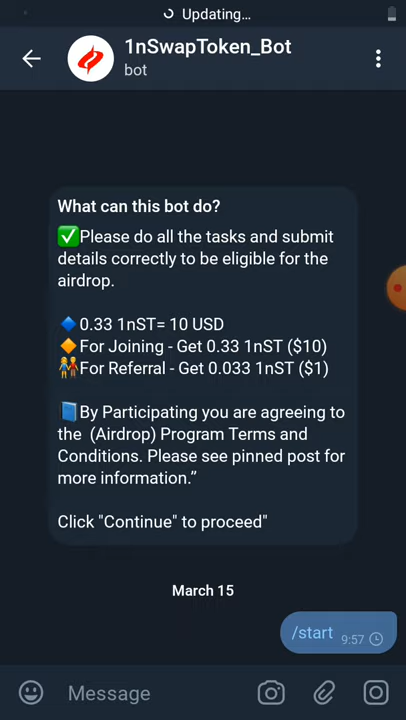 Updating...
1nSwapToken_Bot
bot
What can this bot do?
✅Please do all the tasks and submit
details correctly to be eligible for the
airdrop.
🔷0.33 1nST= 10 USD
🔶For Joining - Get 0.33 1nST ($10)
👫For Referral - Get 0.033 1nST ($1)
📘By Participating you are agreeing to
the  (Airdrop) Program Terms and
Conditions. Please see pinned post for
more information.”
Click "Continue" to proceed"
March 15
/start 9:57
Message